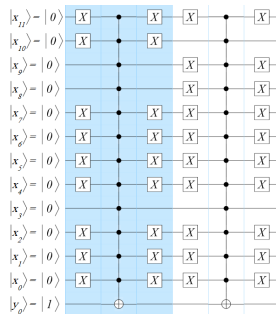 |x₁₁⟩=|0⟩ X X X X
|x₁₀⟩=|0⟩ X X
|x₉⟩=|0⟩ X X
|x₈⟩=|0⟩ X X
|x₇⟩=|0⟩ X X X X
|x₆⟩=|0⟩ X X X X
|x₅⟩=|0⟩ X X X X
|x₄⟩=|0⟩ X X X X
|x₃⟩=|0⟩
|x₂⟩=|0⟩ X X X X
|x₁⟩=|0⟩ X X X X
|x₀⟩=|0⟩ X X X X
|y₀⟩=|1⟩